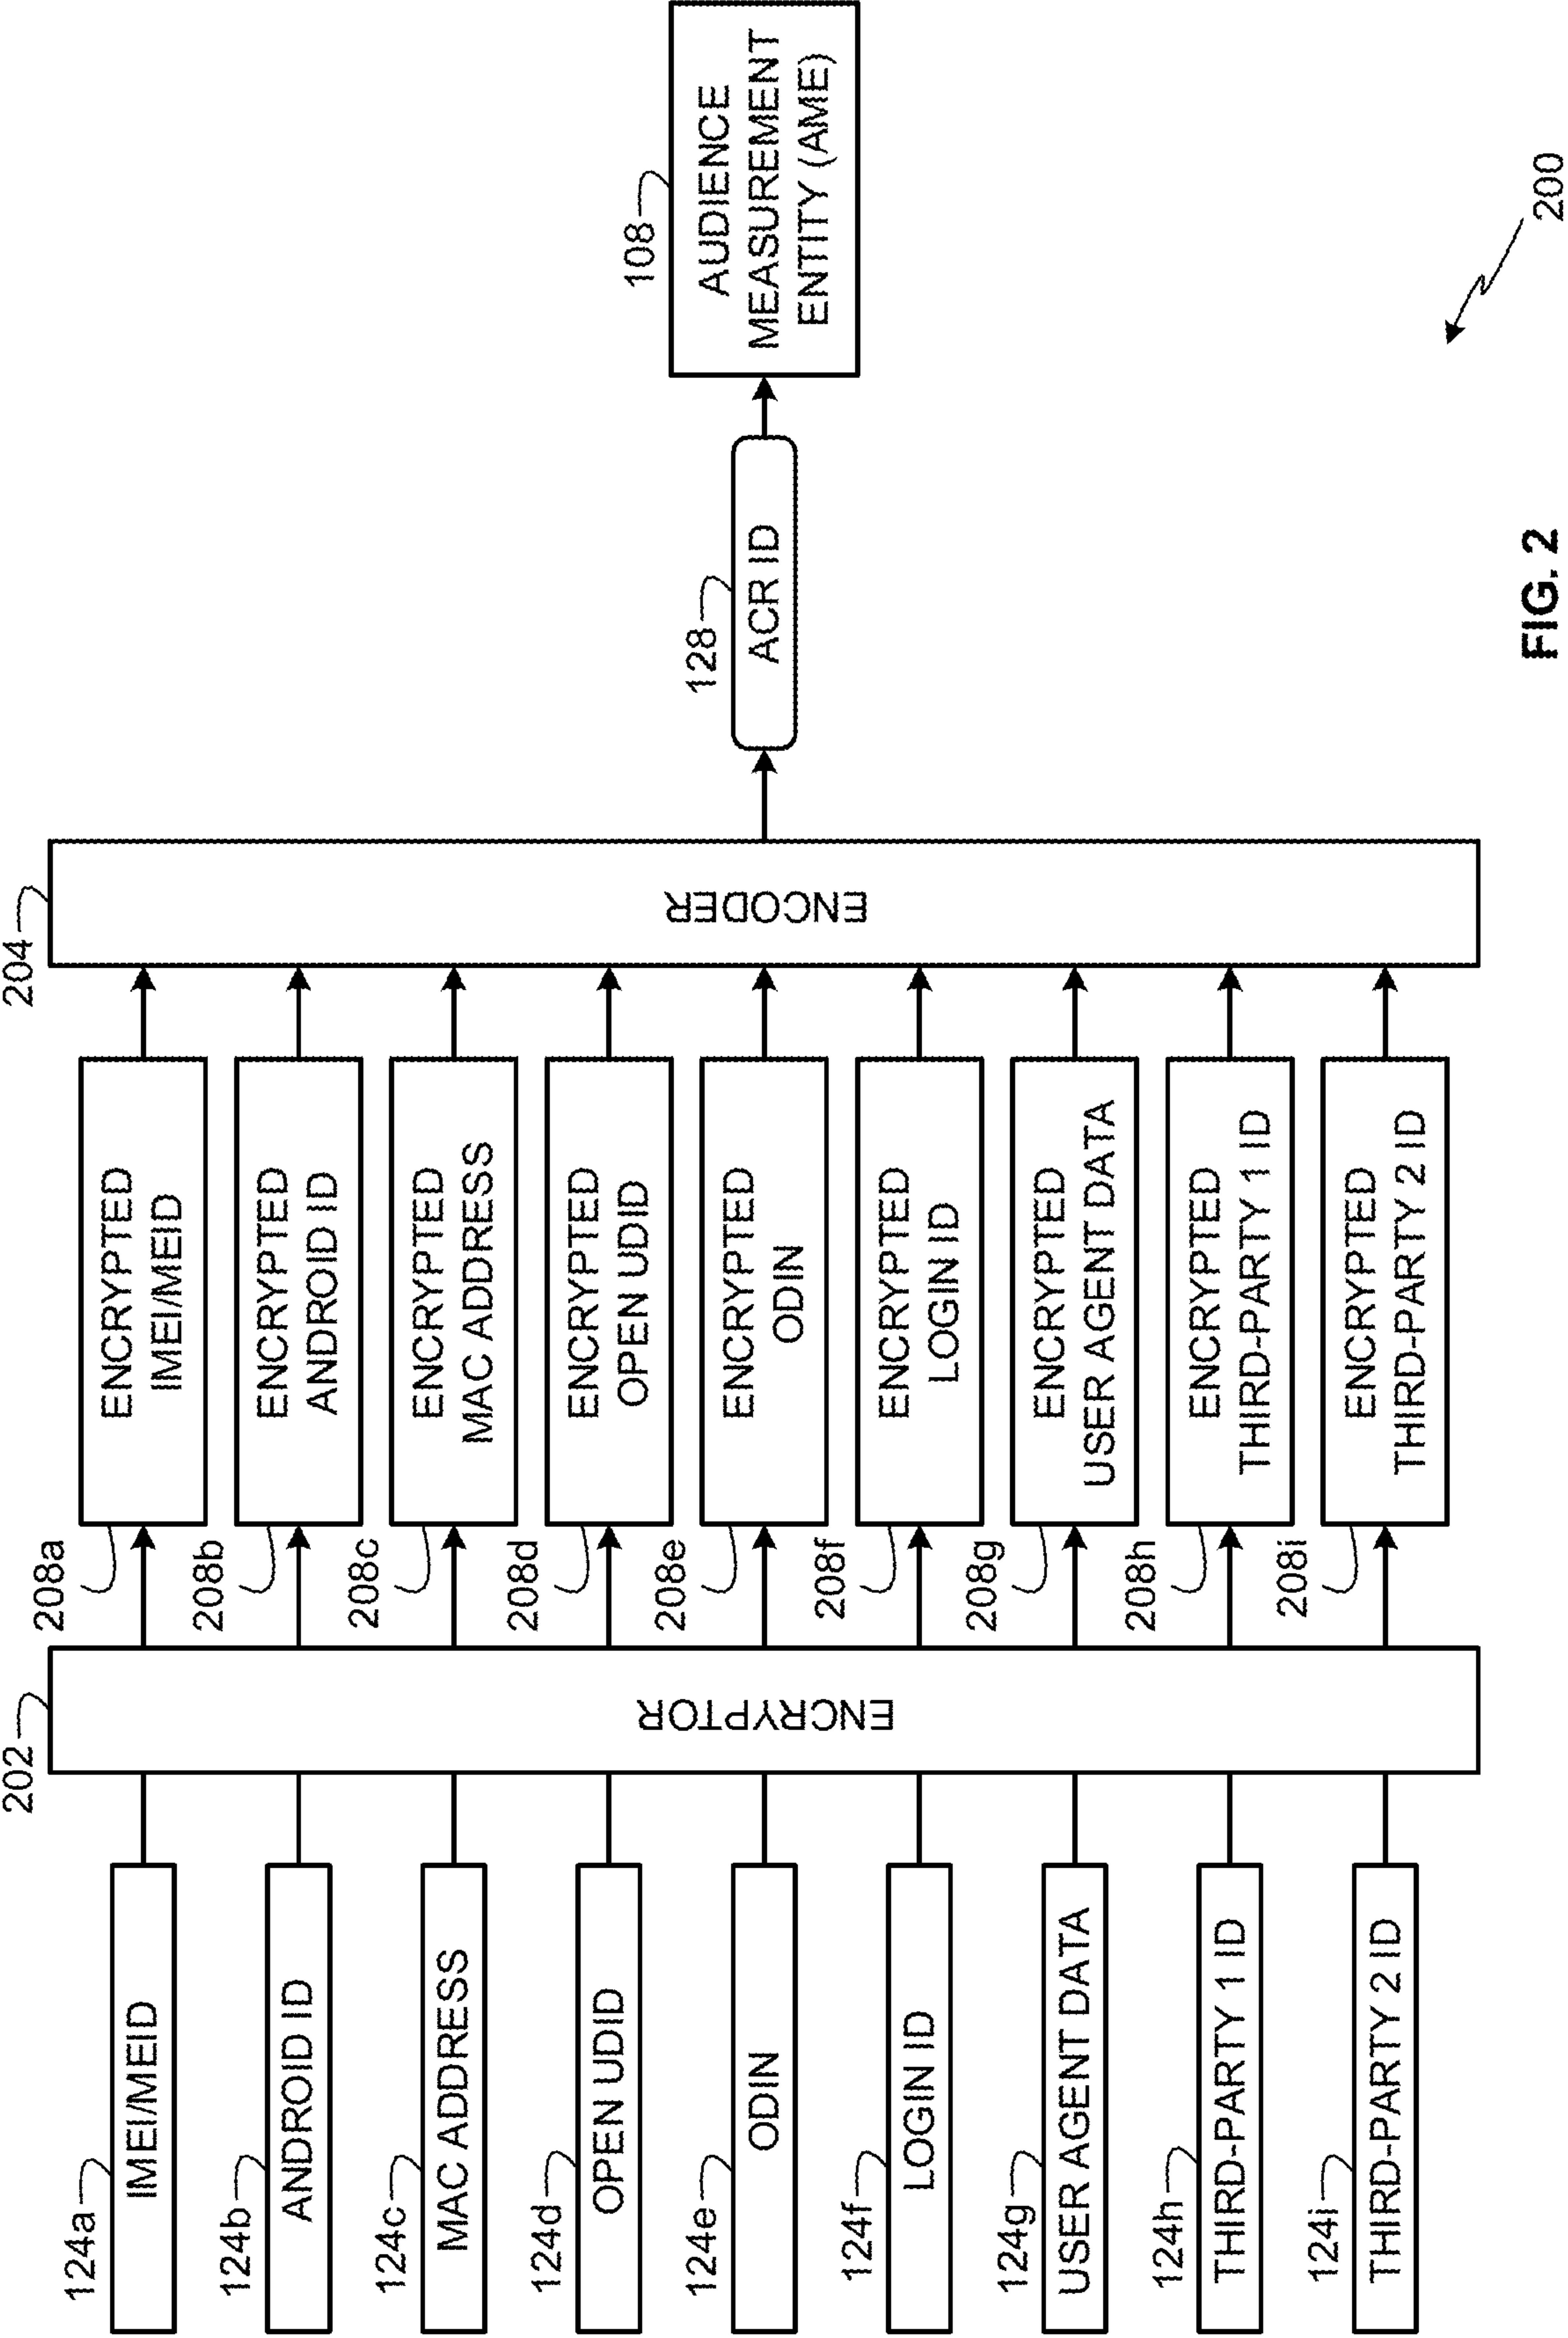 202
204
124a
IMEI/MEID
208a
ENCRYPTED
IMEI/MEID
124b
ANDROID ID
208b
ENCRYPTED
ANDROID ID
124c
MAC ADDRESS
208c
ENCRYPTED
MAC ADDRESS
124d
OPEN UDID
208d
ENCRYPTED
OPEN UDID
124e
ODIN
208e
ENCRYPTED
ODIN
124f
LOGIN ID
208f
ENCRYPTED
LOGIN ID
124g
USER AGENT DATA
208g
ENCRYPTED
USER AGENT DATA
124h
THIRD-PARTY 1 ID
208h
ENCRYPTED
THIRD-PARTY 1 ID
124i
THIRD-PARTY 2 ID
208i
ENCRYPTED
THIRD-PARTY 2 ID
ENCRYPTOR
ENCODER
128
ACR ID
108
AUDIENCE
MEASUREMENT
ENTITY (AME)
200
FIG. 2